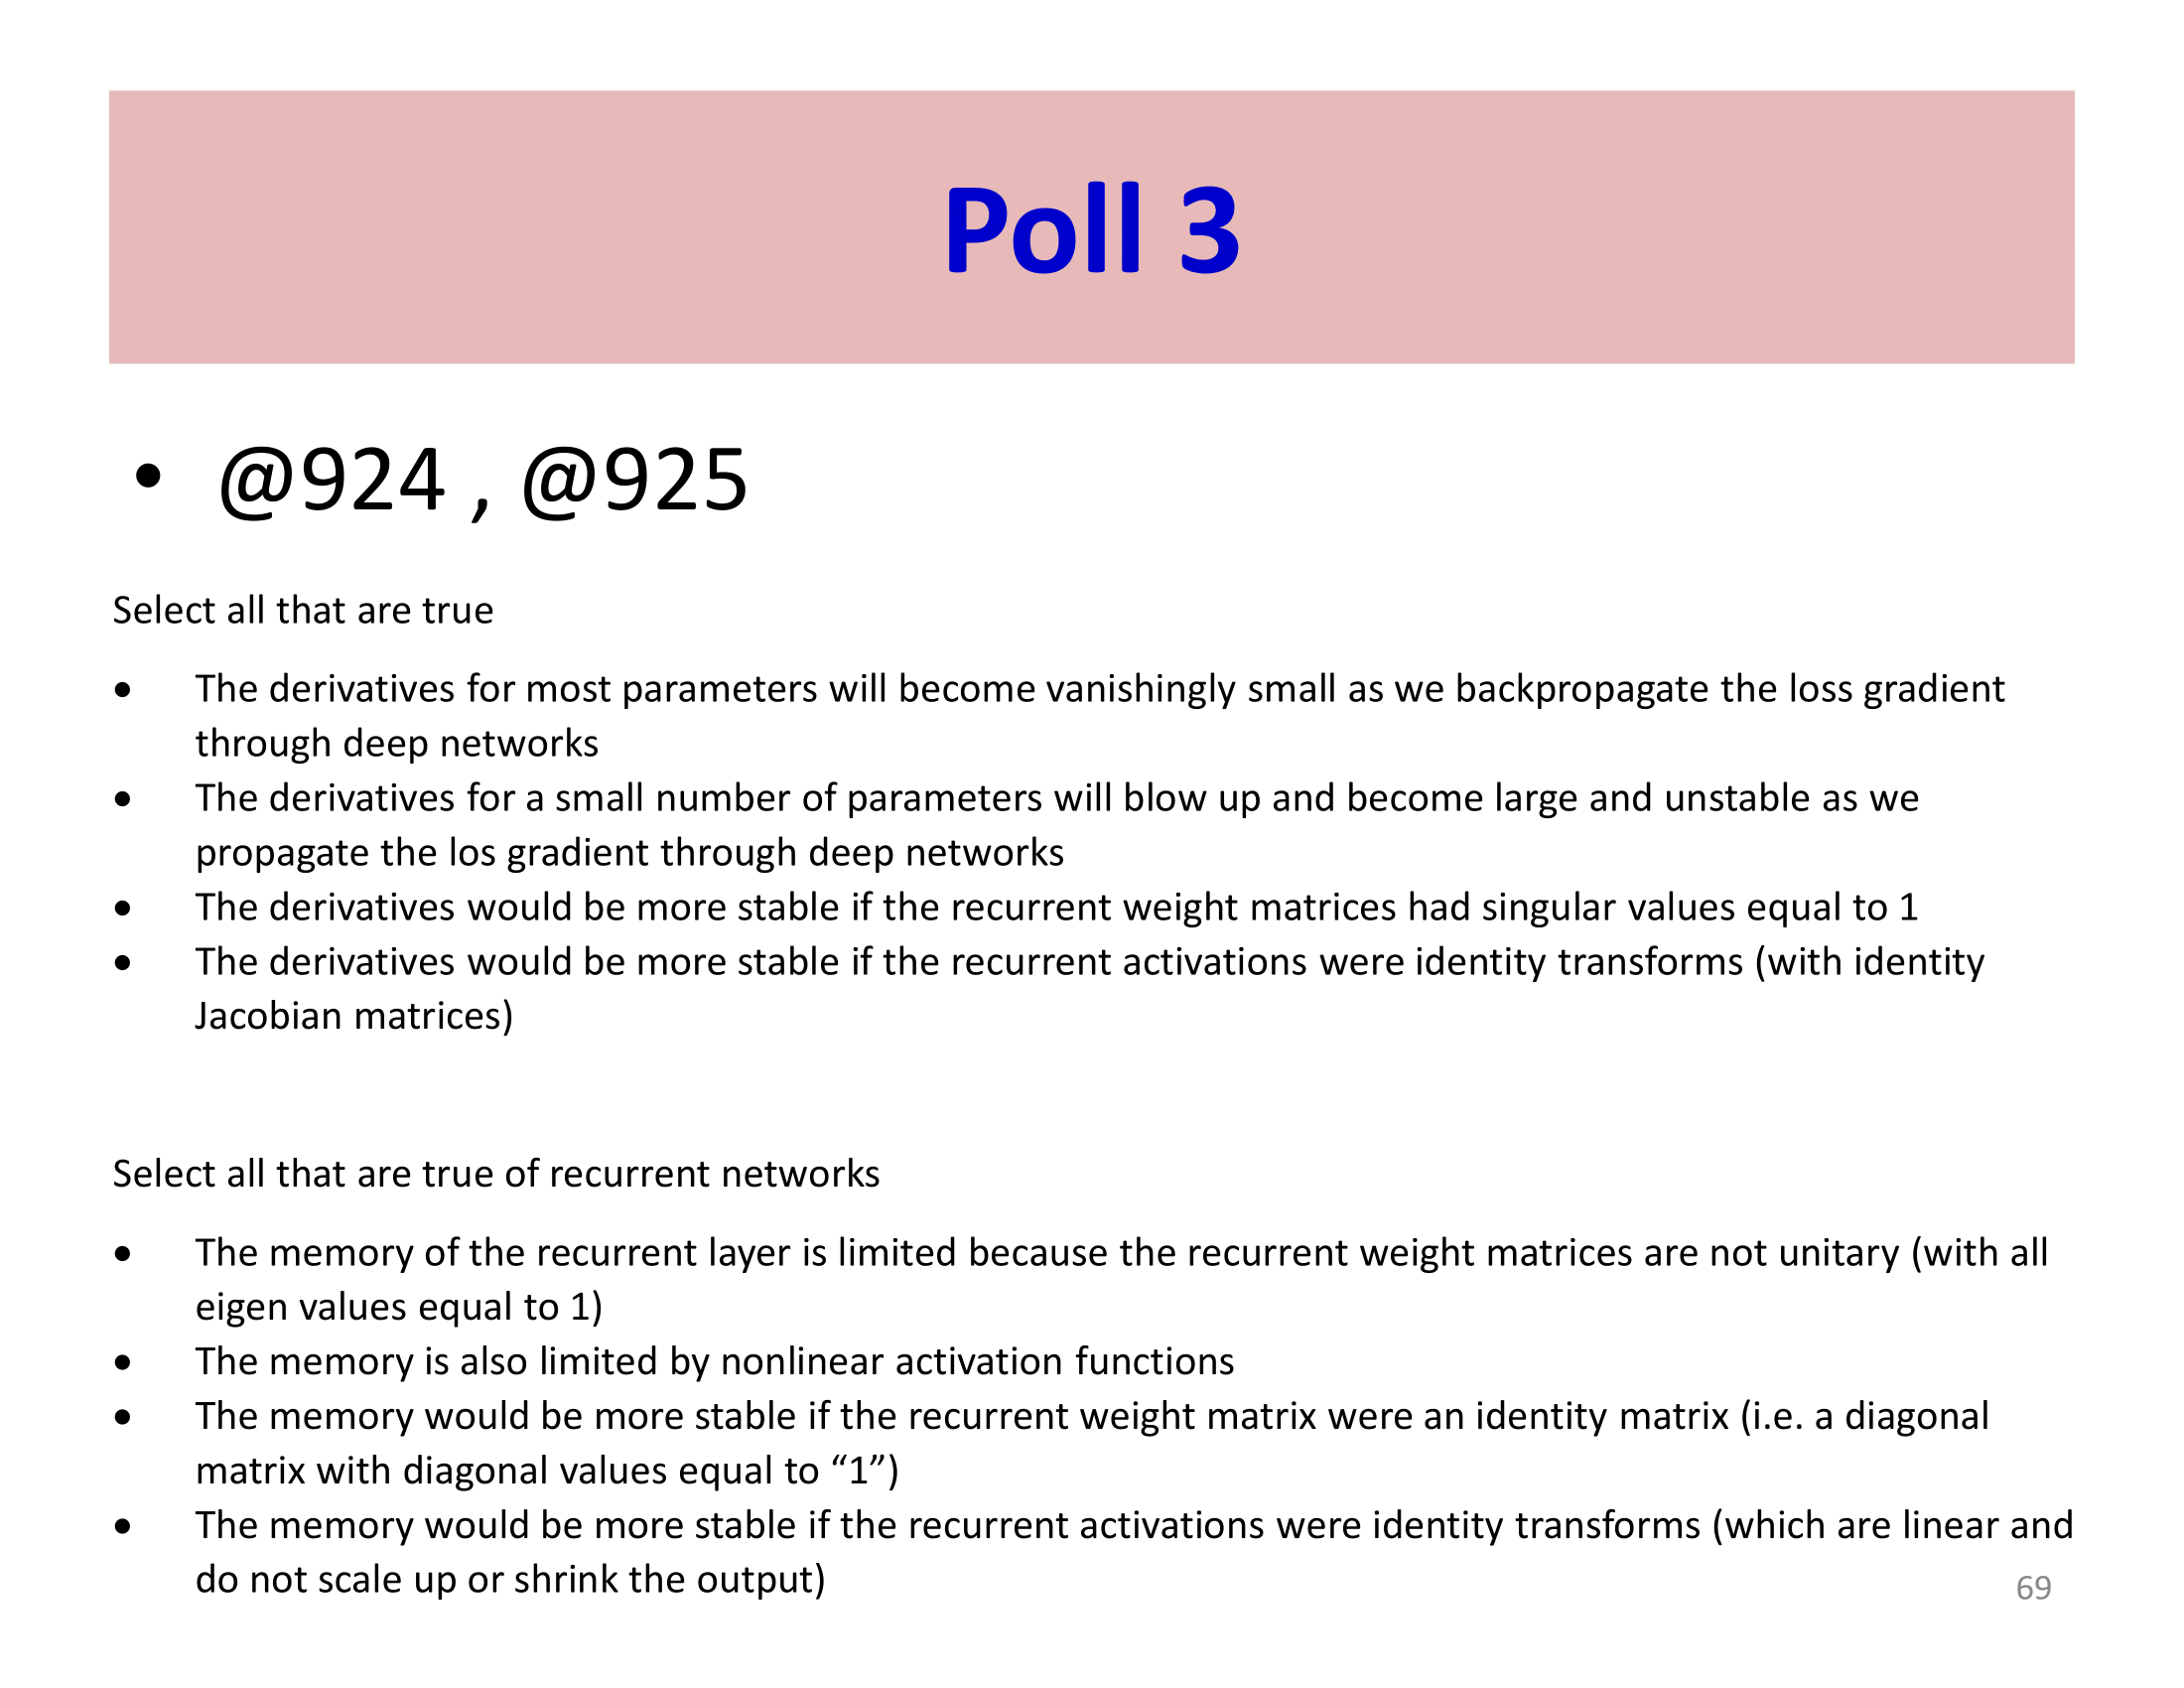 Poll 3
• @924 , @925
Select all that are true
• The derivatives for most parameters will become vanishingly small as we backpropagate the loss gradient
through deep networks
• The derivatives for a small number of parameters will blow up and become large and unstable as we
propagate the los gradient through deep networks
• The derivatives would be more stable if the recurrent weight matrices had singular values equal to 1
• The derivatives would be more stable if the recurrent activations were identity transforms (with identity
Jacobian matrices)
Select all that are true of recurrent networks
• The memory of the recurrent layer is limited because the recurrent weight matrices are not unitary (with all
eigen values equal to 1)
• The memory is also limited by nonlinear activation functions
• The memory would be more stable if the recurrent weight matrix were an identity matrix (i.e. a diagonal
matrix with diagonal values equal to “1”)
• The memory would be more stable if the recurrent activations were identity transforms (which are linear and
do not scale up or shrink the output)
69